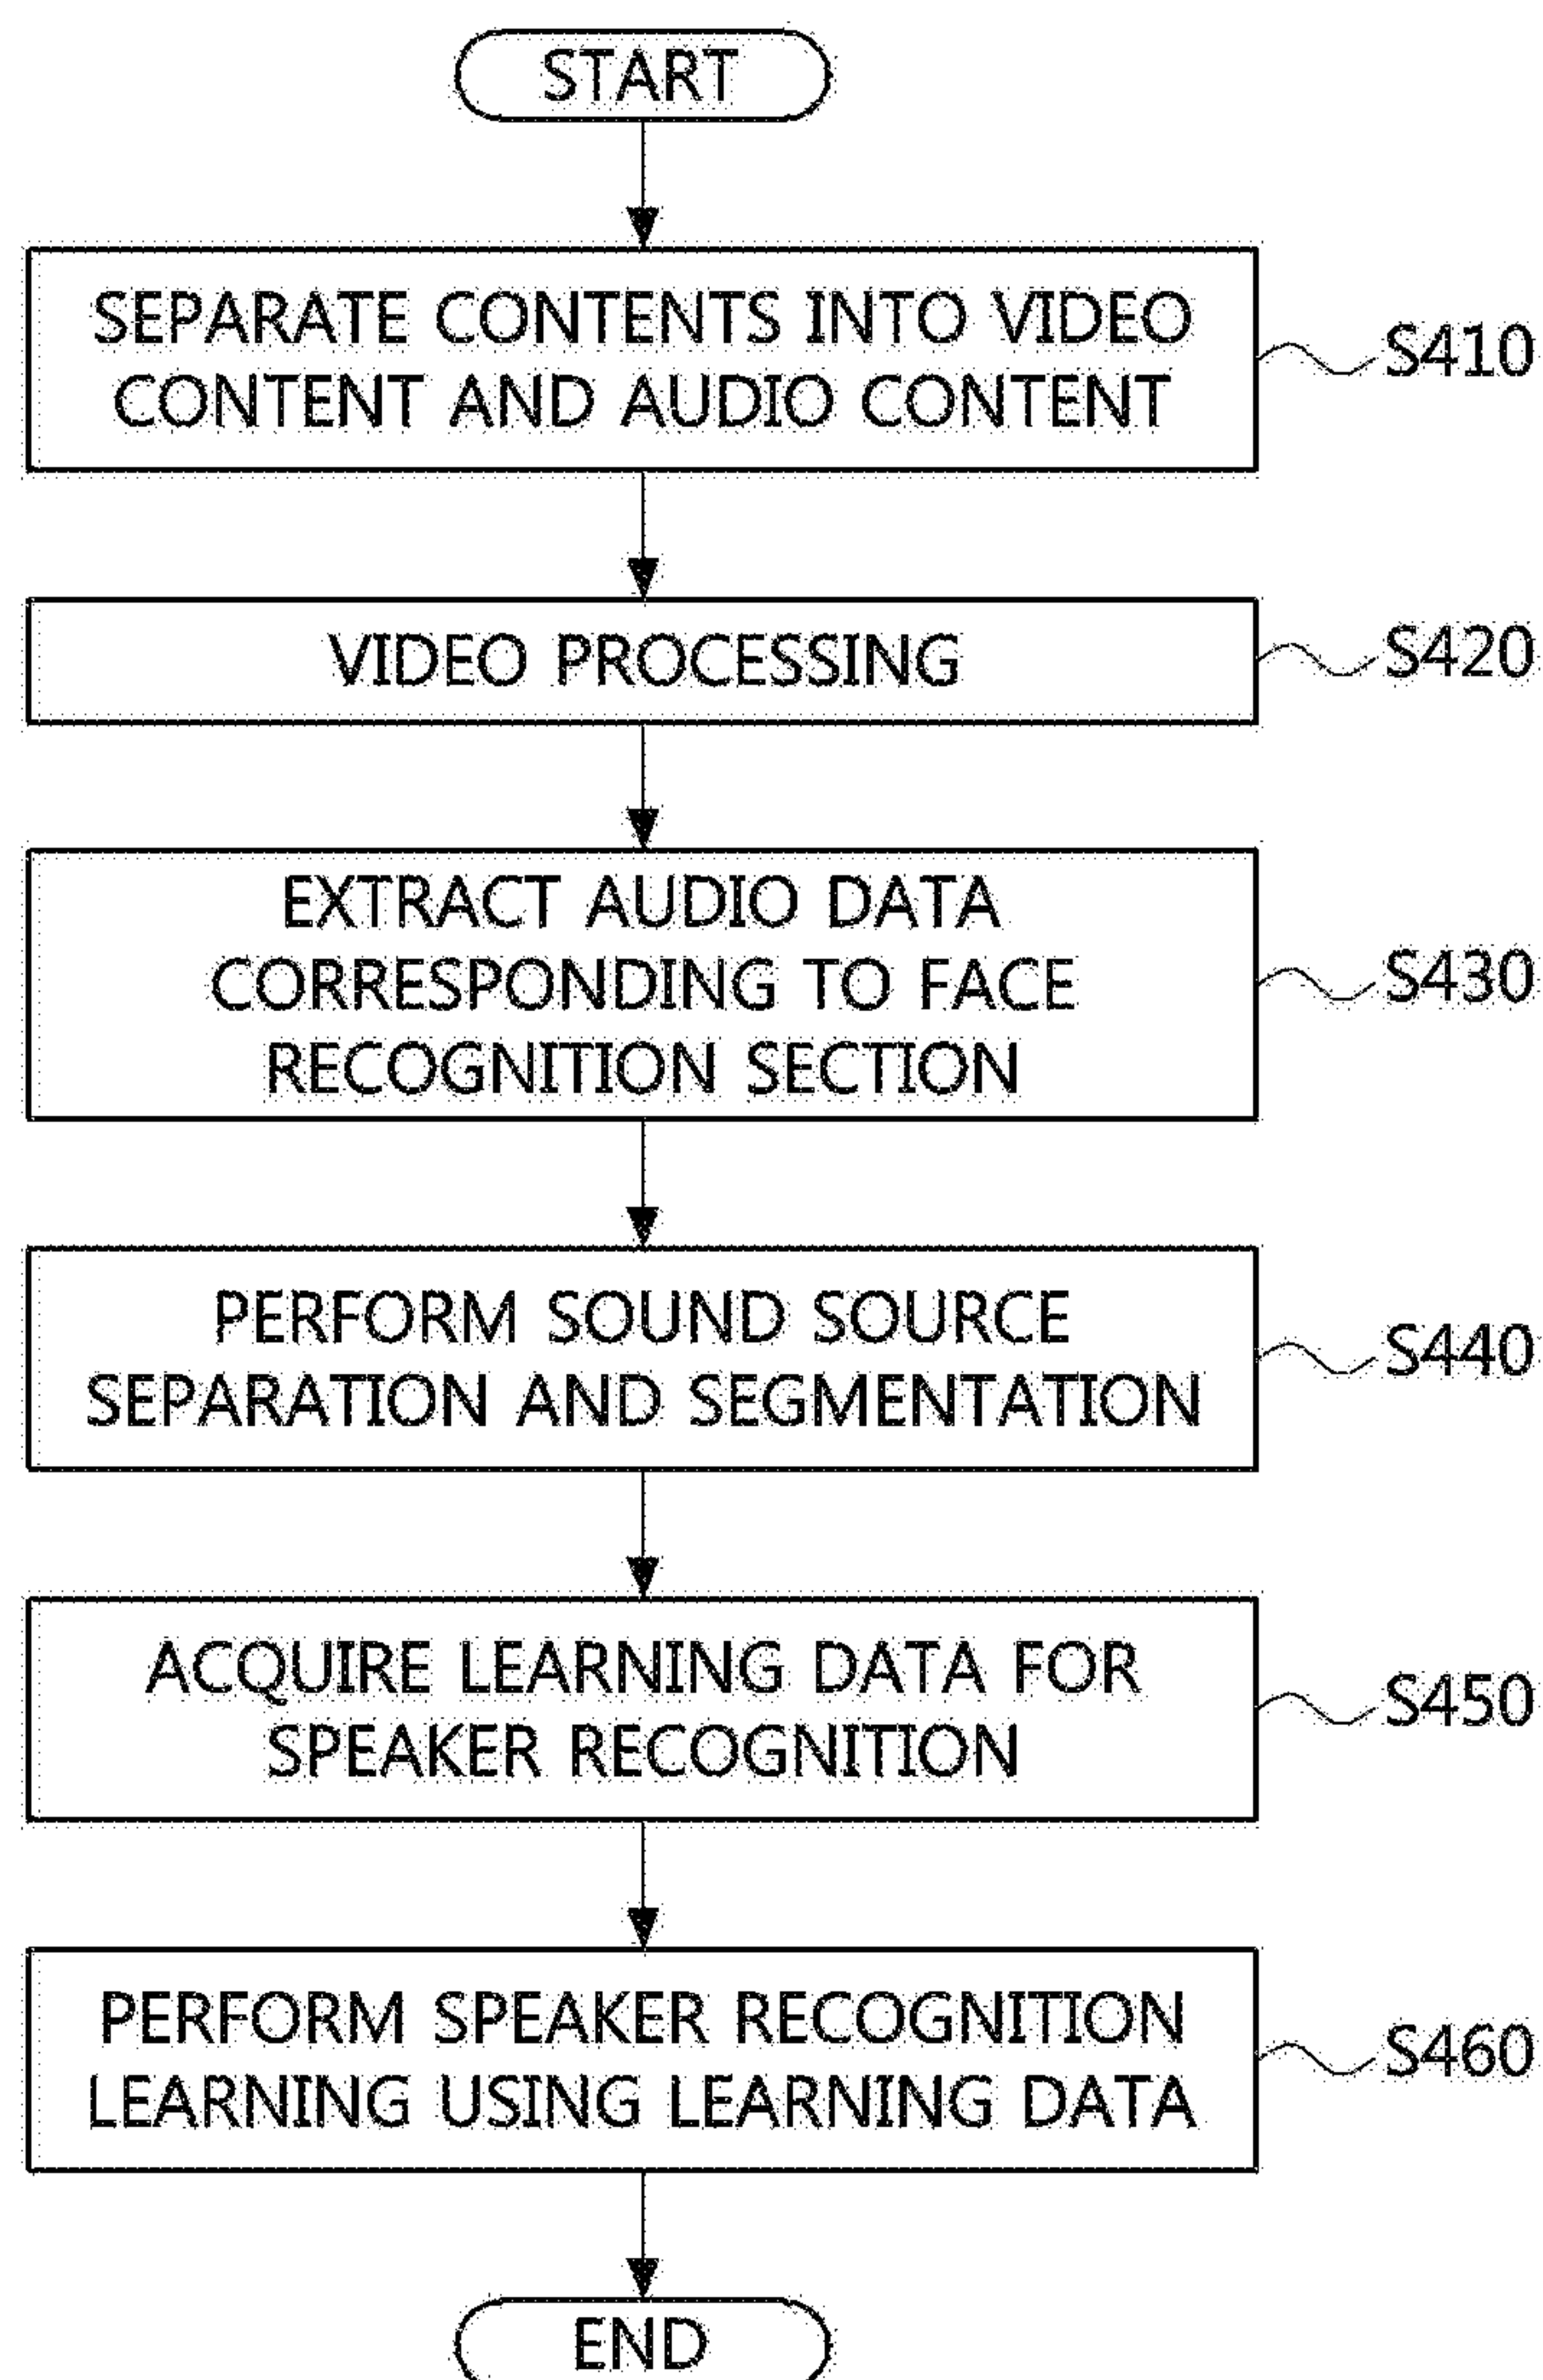 START
SEPARATE CONTENTS INTO VIDEO
CONTENT AND AUDIO CONTENT
S410
VIDEO PROCESSING
S420
EXTRACT AUDIO DATA
CORRESPONDING TO FACE
RECOGNITION SECTION
S430
PERFORM SOUND SOURCE
SEPARATION AND SEGMENTATION
S440
ACQUIRE LEARNING DATA FOR
SPEAKER RECOGNITION
S450
PERFORM SPEAKER RECOGNITION
LEARNING USING LEARNING DATA
S460
END